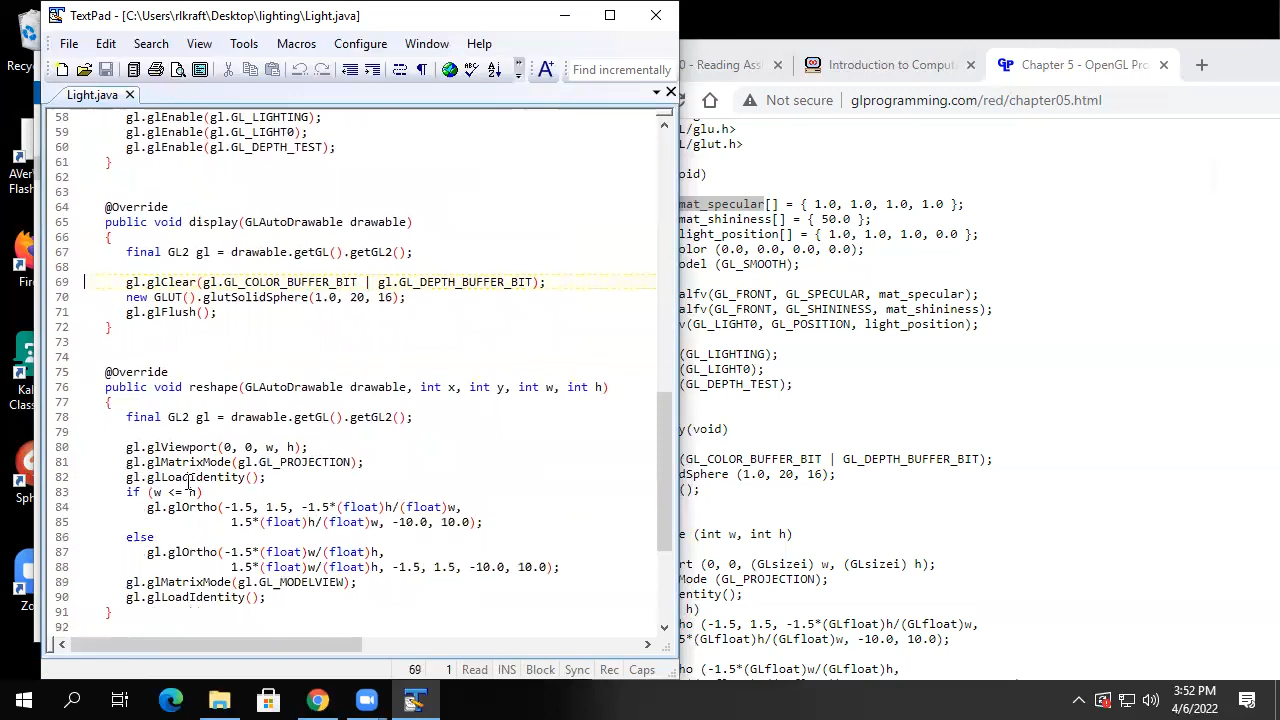 TextPad - [C:\Users\rlkraft\Desktop\lighting\Light.java]
File Edit Search View Tools Macros Configure Window Help
Find incrementally
Light.java
58 gl.glEnable(gl.GL_LIGHTING);
59 gl.glEnable(gl.GL_LIGHT0);
60 gl.glEnable(gl.GL_DEPTH_TEST);
61 }
62
63
64 @Override
65 public void display(GLAutoDrawable drawable)
66 {
67 final GL2 gl = drawable.getGL().getGL2();
68
69 gl.glClear(gl.GL_COLOR_BUFFER_BIT | gl.GL_DEPTH_BUFFER_BIT);
70 new GLUT().glutSolidSphere(1.0, 20, 16);
71 gl.glFlush();
72 }
73
74
75 @Override
76 public void reshape(GLAutoDrawable drawable, int x, int y, int w, int h)
77 {
78 final GL2 gl = drawable.getGL().getGL2();
79
80 gl.glViewport(0, 0, w, h);
81 gl.glMatrixMode(gl.GL_PROJECTION);
82 gl.glLoadIdentity();
83 if (w <= h)
84 gl.glOrtho(-1.5, 1.5, -1.5*(float)h/(float)w,
85 1.5*(float)h/(float)w, -10.0, 10.0);
86 else
87 gl.glOrtho(-1.5*(float)w/(float)h,
88 1.5*(float)w/(float)h, -1.5, 1.5, -10.0, 10.0);
89 gl.glMatrixMode(gl.GL_MODELVIEW);
90 gl.glLoadIdentity();
91 }
92
69 1 Read INS Block Sync Rec Caps
0 - Reading Ass Introduction to Comput Chapter 5 - OpenGL Pro
Not secure glprogramming.com/red/chapter05.html
L/glu.h>
L/glut.h>
oid)
mat_specular[] = { 1.0, 1.0, 1.0, 1.0 };
mat_shininess[] = { 50.0 };
light_position[] = { 1.0, 1.0, 1.0, 0.0 };
olor (0.0, 0.0, 0.0, 0.0);
odel (GL_SMOOTH);
alfv(GL_FRONT, GL_SPECULAR, mat_specular);
alfv(GL_FRONT, GL_SHININESS, mat_shininess);
v(GL_LIGHT0, GL_POSITION, light_position);
(GL_LIGHTING);
(GL_LIGHT0);
(GL_DEPTH_TEST);
y(void)
(GL_COLOR_BUFFER_BIT | GL_DEPTH_BUFFER_BIT);
dSphere (1.0, 20, 16);
();
e (int w, int h)
rt (0, 0, (GLsizei) w, (GLsizei) h);
Mode (GL_PROJECTION);
entity();
h)
ho (-1.5, 1.5, -1.5*(GLfloat)h/(GLfloat)w,
5*(GLfloat)h/(GLfloat)w, -10.0, 10.0);
ho (-1.5*(GLfloat)w/(GLfloat)h,
Recy
AVer
Flash
Fire
Kal
Class
Sph
Zo
3:52 PM
4/6/2022